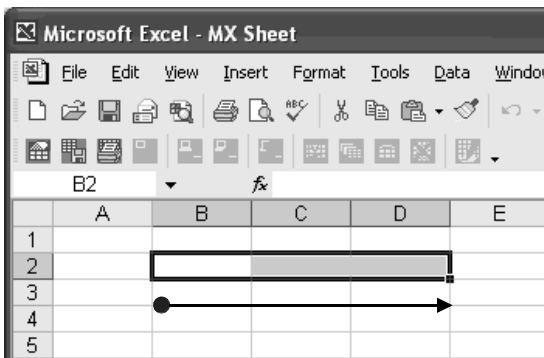 Microsoft Excel - MX Sheet
File Edit View Insert Format Tools Data Windo
ABC
B2 fx
A B C D E
1
2
3
4
5